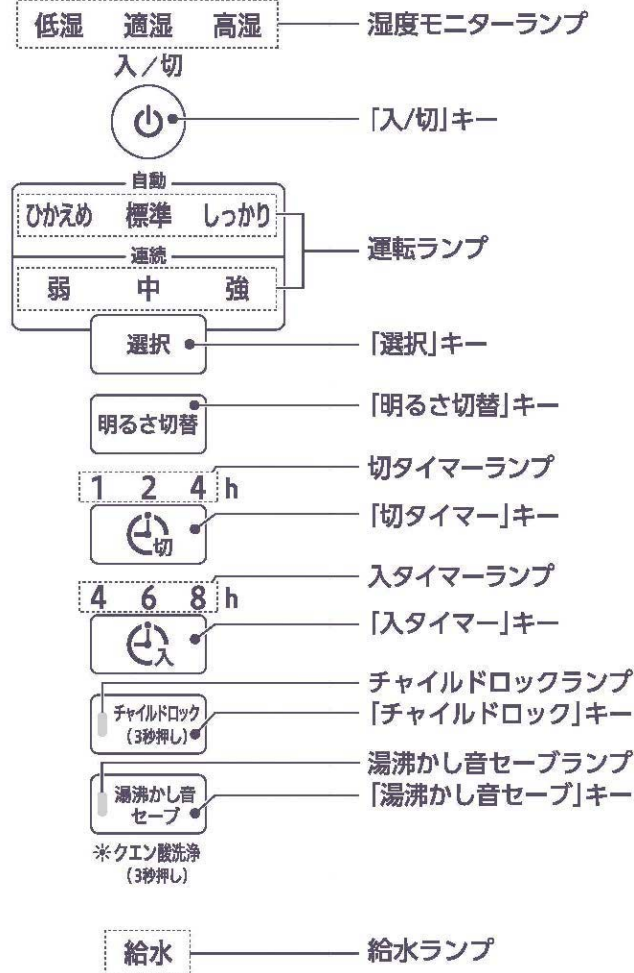 低湿 適湿 高湿 湿度モニターランプ
入／切
「入/切」キー
自動
ひかえめ 標準 しっかり
運転ランプ
連続
弱 中 強
選択 「選択」キー
明るさ切替 「明るさ切替」キー
切タイマーランプ
1 2 4 h
切 「切タイマー」キー
入タイマーランプ
4 6 8 h
入 「入タイマー」キー
チャイルドロックランプ
チャイルドロック
(3秒押し)
「チャイルドロック」キー
湯沸かし音セーブランプ
湯沸かし音
セーブ
「湯沸かし音セーブ」キー
※クエン酸洗浄
(3秒押し)
給水 給水ランプ